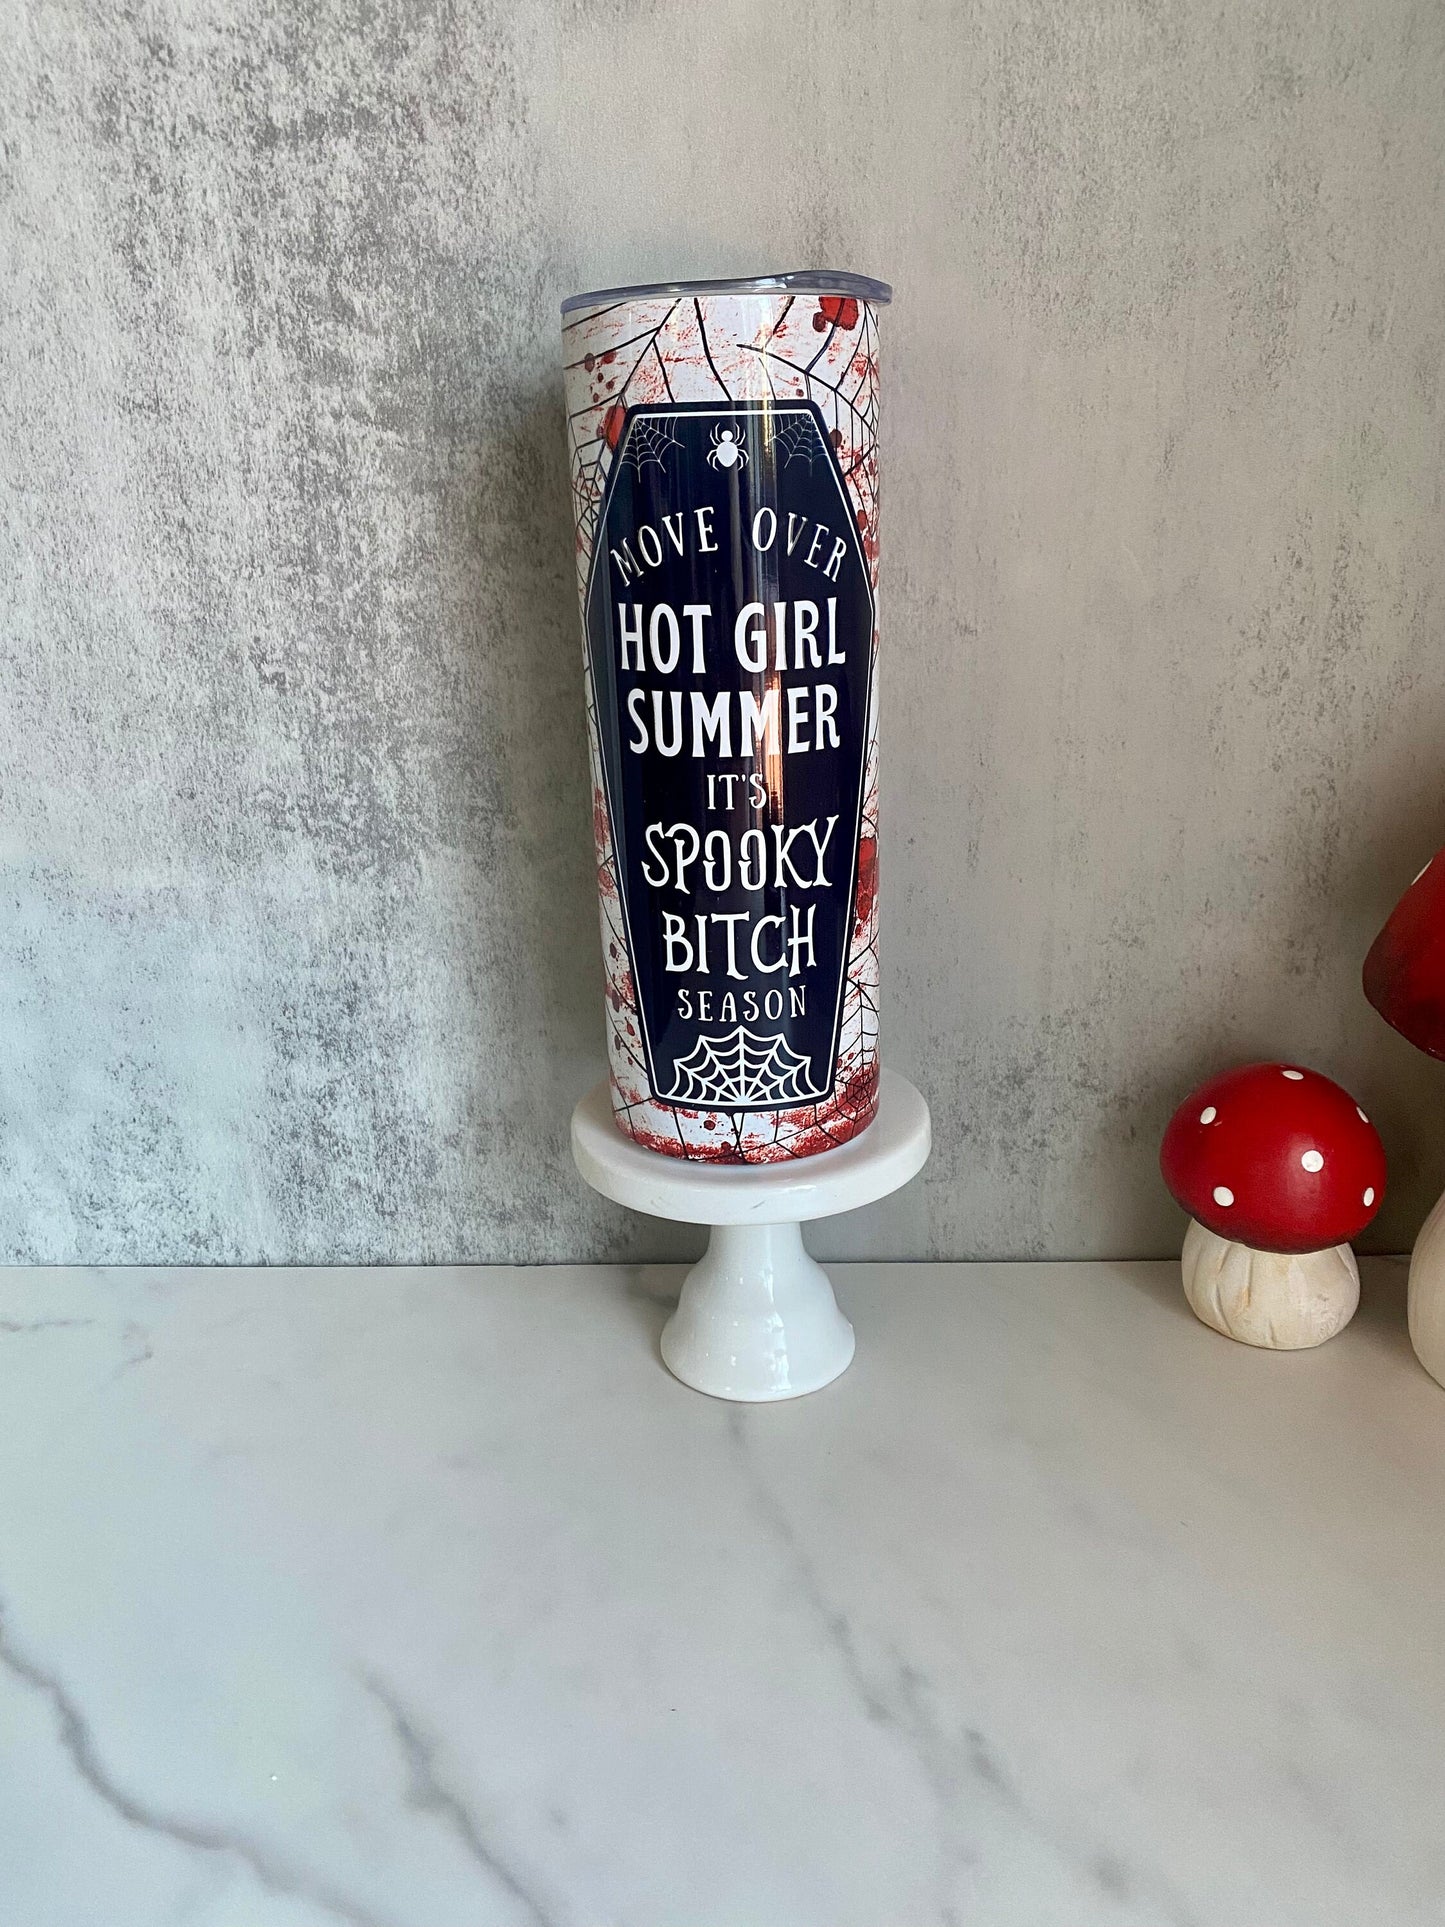 MOVE OVER
HOT GIRL
SUMMER
IT'S
SPOOKY
BITCH
SEASON